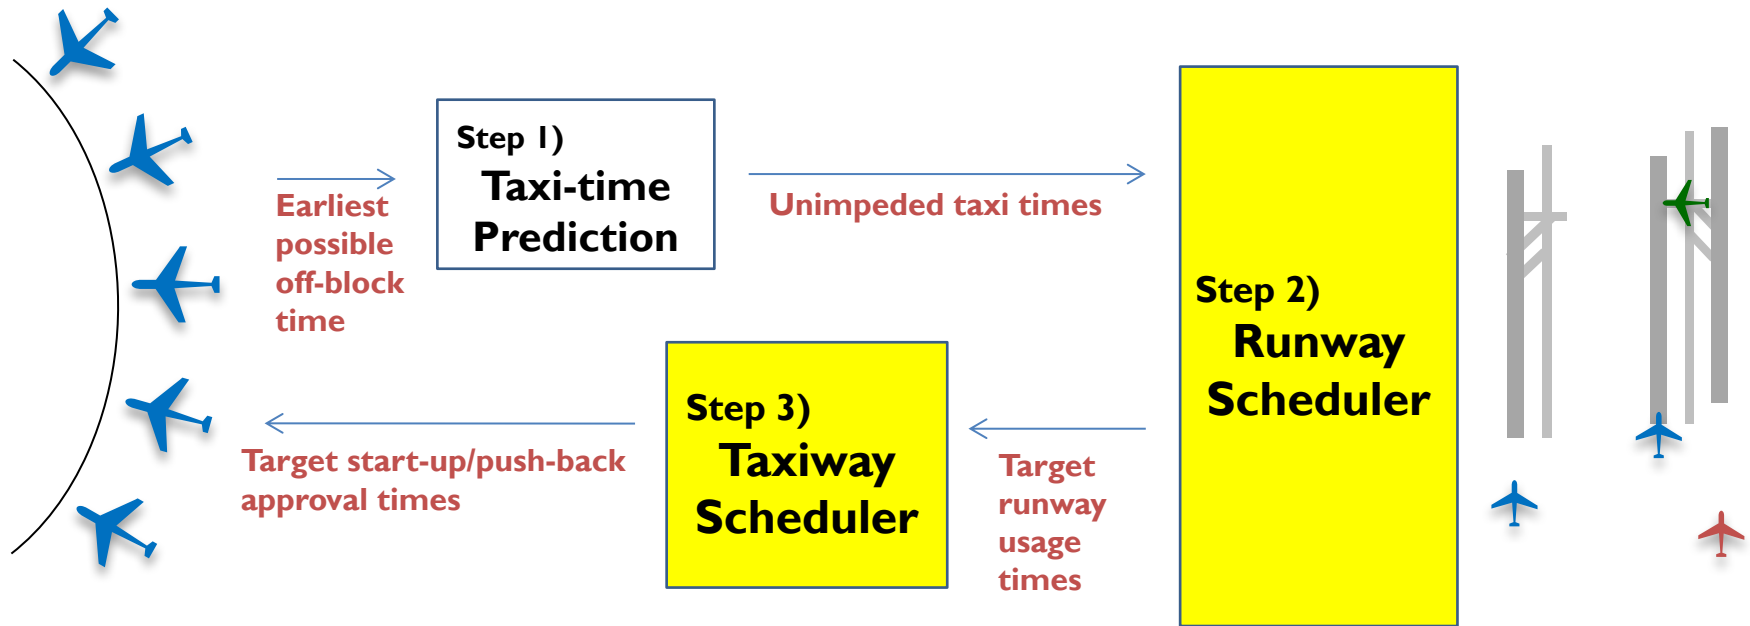 Step 1)
Taxi-time
Prediction
Earliest
possible
off-block
time
Unimpeded taxi times
Step 2)
Runway
Scheduler
Step 3)
Taxiway
Scheduler
Target start-up/push-back
approval times
Target
runway
usage
times